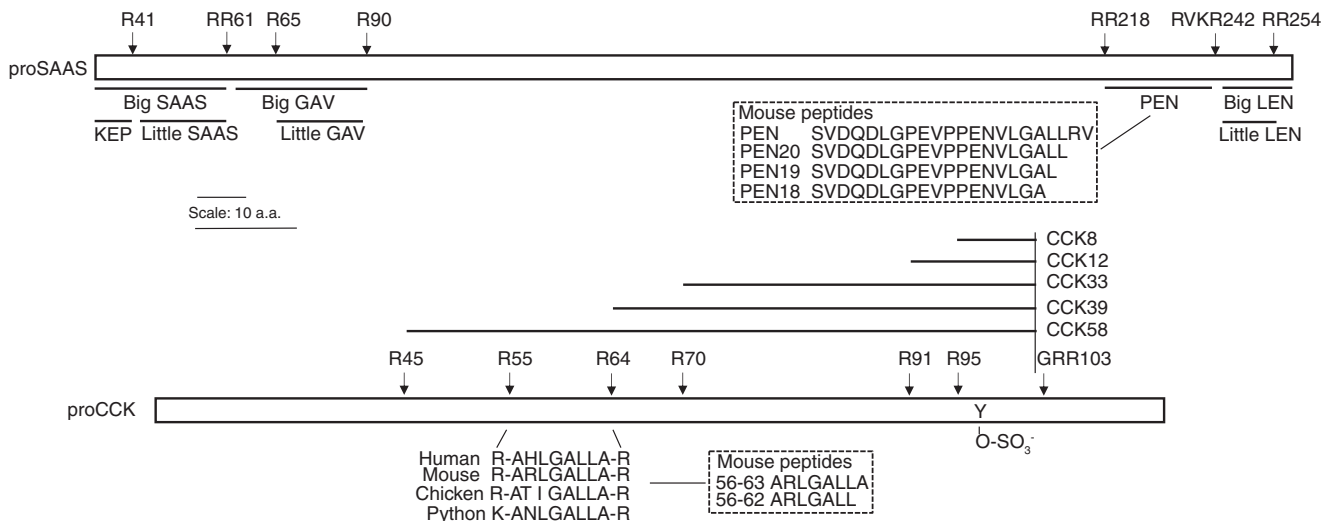 R41 RR61 R65 R90 RR218 RVKR242 RR254
proSAAS
Big SAAS Big GAV PEN Big LEN
KEP Little SAAS Little GAV Little LEN
Mouse peptides
PEN SVDQDLGPEVPPENVLGALLRV
PEN20 SVDQDLGPEVPPENVLGALL
PEN19 SVDQDLGPEVPPENVLGAL
PEN18 SVDQDLGPEVPPENVLGA
Scale: 10 a.a.
CCK8
CCK12
CCK33
CCK39
CCK58
R45 R55 R64 R70 R91 R95 GRR103
proCCK
Y
O-SO3-
Human R-AHLGALLA-R
Mouse R-ARLGALLA-R
Chicken R-AT I GALLA-R
Python K-ANLGALLA-R
Mouse peptides
56-63 ARLGALLA
56-62 ARLGALL